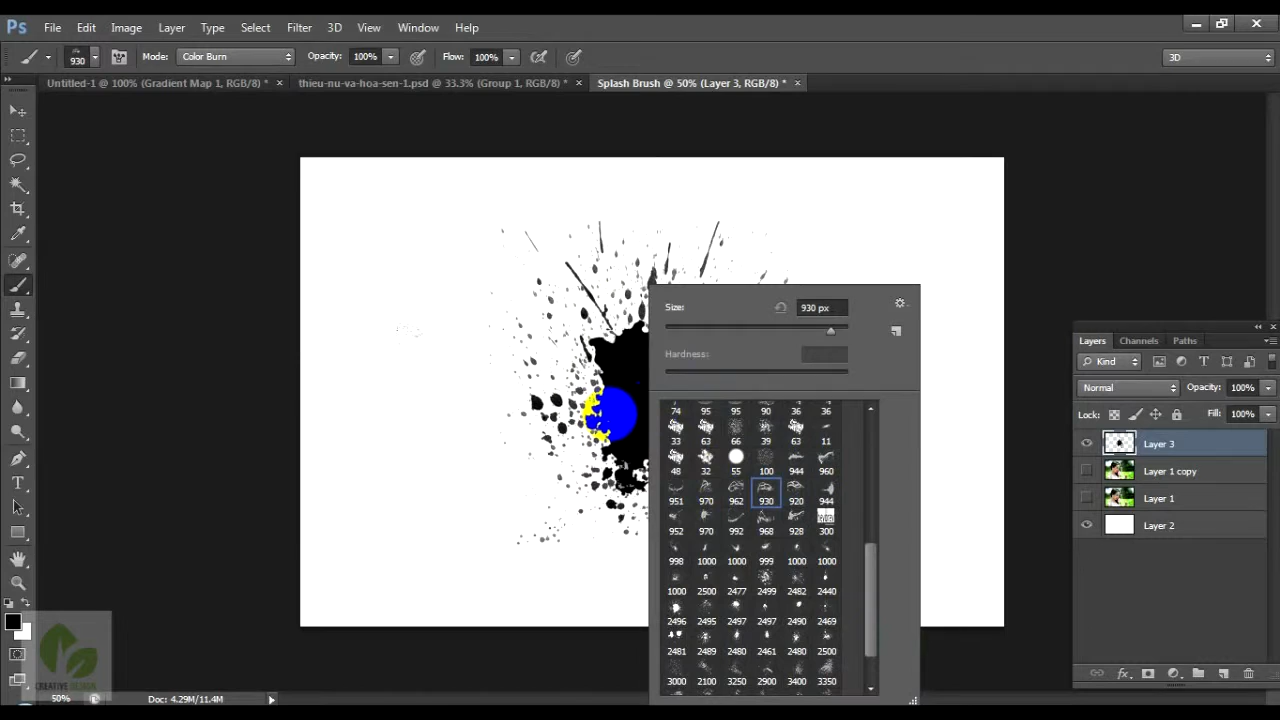 Ps File Edit Image Layer Type Select Filter 3D View Window Help
930 Mode: Color Burn Opacity: 100% Flow: 100% 3D
Untitled-1 @ 100% (Gradient Map 1, RGB/8) * × thieu-nu-va-hoa-sen-1.psd @ 33.3% (Group 1, RGB/8) * × Splash Brush @ 50% (Layer 3, RGB/8) * ×
Size: 930 px
Hardness:
74 95 95 90 36 36
33 63 66 39 63 11
48 32 55 100 944 960
951 970 962 930 920 944
952 970 992 968 928 300
998 1000 1000 999 1000 1000
1000 2500 2477 2499 2482 2440
2496 2495 2497 2497 2490 2469
2481 2489 2480 2461 2480 2500
3000 2100 3250 2900 3400 3350
Layers Channels Paths
Kind
Normal Opacity: 100%
Lock: Fill: 100%
Layer 3
Layer 1 copy
Layer 1
Layer 2
CREATIVE DESIGN
50% Doc: 4.29M/11.4M